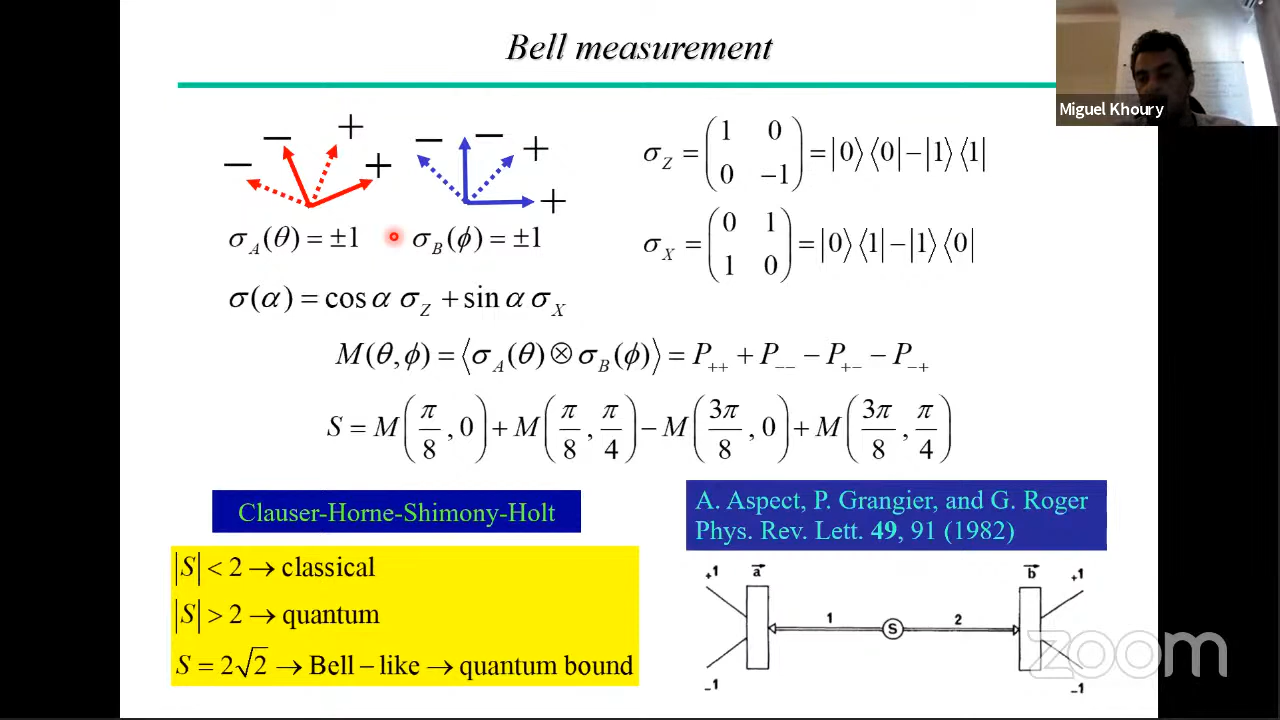 Bell measurement
Miguel Khoury
− − + +
− − + +
σ_A(θ) = ±1
σ_B(ϕ) = ±1
σ(α) = cos α σ_Z + sin α σ_X
σ_Z = (1 0; 0 −1) = |0⟩⟨0| − |1⟩⟨1|
σ_X = (0 1; 1 0) = |0⟩⟨1| − |1⟩⟨0|
M(θ,ϕ) = ⟨σ_A(θ) ⊗ σ_B(ϕ)⟩ = P_++ + P_−− − P_+− − P_−+
S = M(π/8, 0) + M(π/8, π/4) − M(3π/8, 0) + M(3π/8, π/4)
Clauser-Horne-Shimony-Holt
|S| < 2 → classical
|S| > 2 → quantum
S = 2√2 → Bell – like → quantum bound
A. Aspect, P. Grangier, and G. Roger
Phys. Rev. Lett. 49, 91 (1982)
+1 a⃗ b⃗ +1
1 S 2
−1 −1
zoom